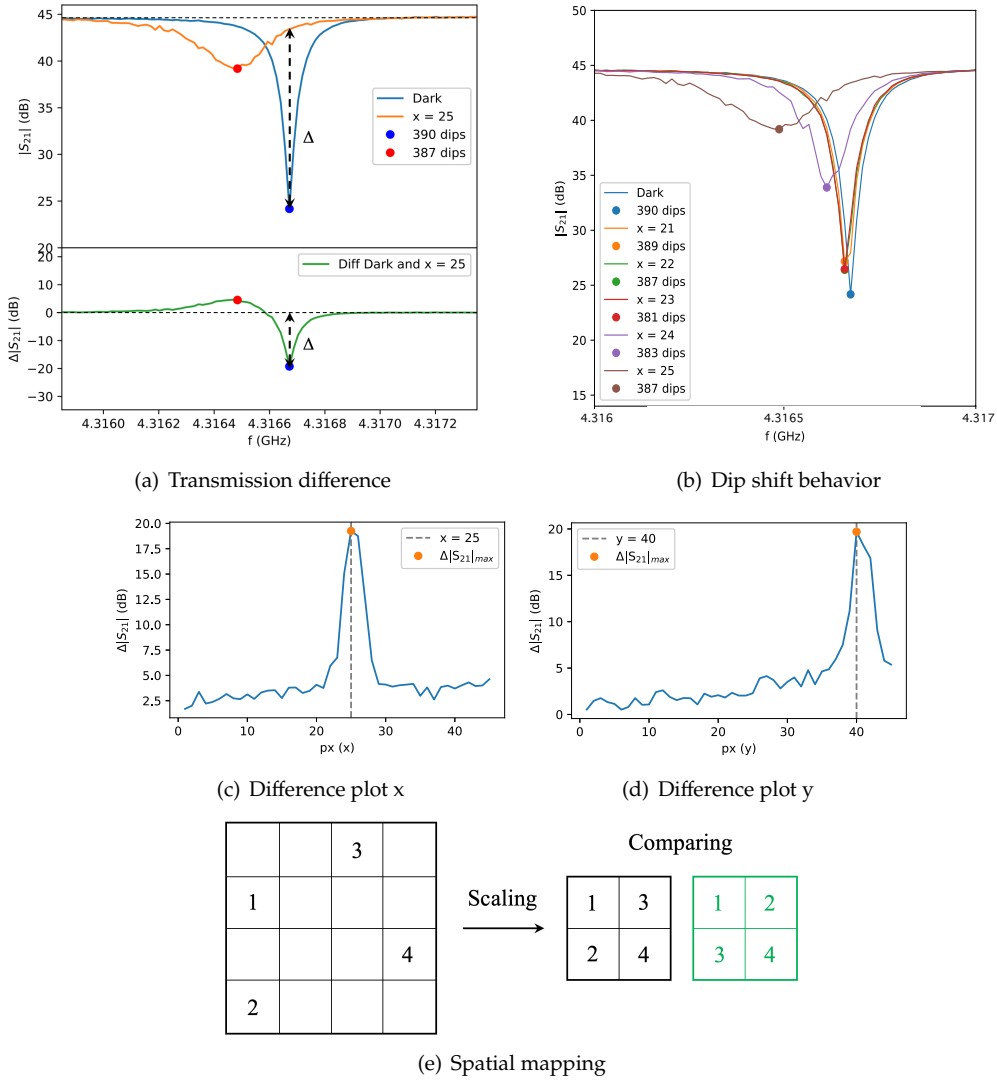 45
40
35
30
25
20
|S21| (dB)
Dark
x = 25
390 dips
387 dips
Δ
Diff Dark and x = 25
20
10
0
−10
−20
−30
Δ|S21| (dB)
Δ
4.3160 4.3162 4.3164 4.3166 4.3168 4.3170 4.3172
f (GHz)
(a) Transmission difference
50
45
40
35
30
25
20
15
|S21| (dB)
Dark
390 dips
x = 21
389 dips
x = 22
387 dips
x = 23
381 dips
x = 24
383 dips
x = 25
387 dips
4.316 4.3165 4.317
f (GHz)
(b) Dip shift behavior
20.0
17.5
15.0
12.5
10.0
7.5
5.0
2.5
Δ|S21| (dB)
x = 25
Δ|S21|max
0 10 20 30 40
px (x)
(c) Difference plot x
20
15
10
5
0
Δ|S21| (dB)
y = 40
Δ|S21|max
0 10 20 30 40
px (y)
(d) Difference plot y
3
1
4
2
Scaling
Comparing
1 3
2 4
1 2
3 4
(e) Spatial mapping